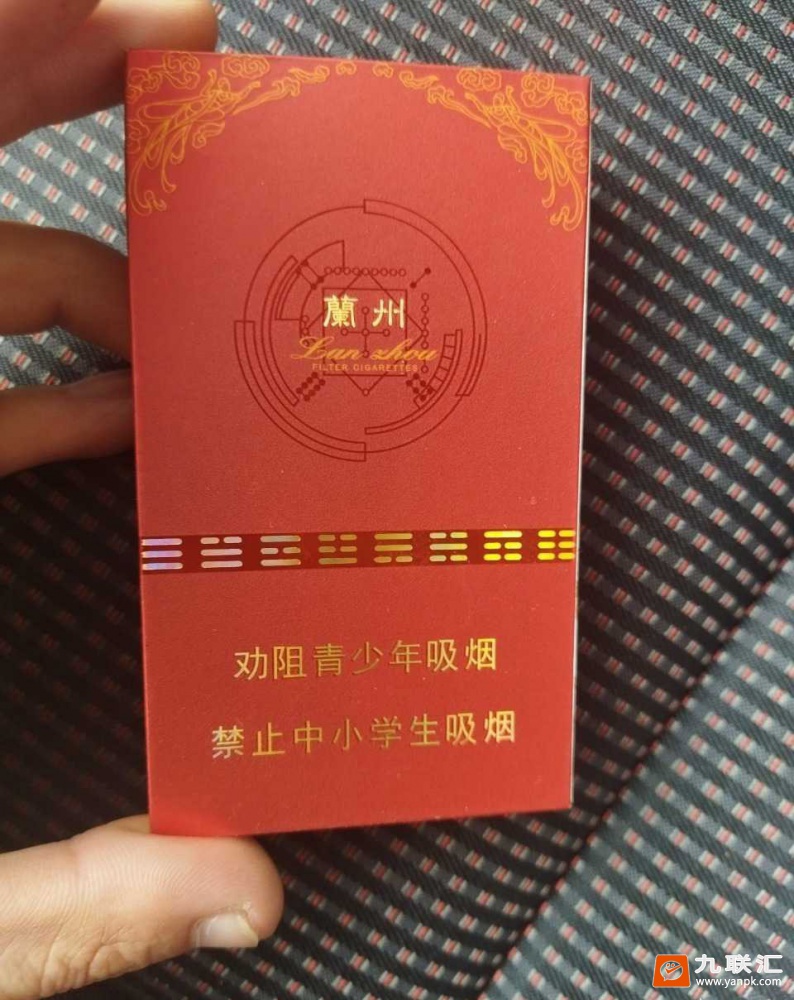 蘭州
Lan zhou
FILTER CIGARETTES
劝阻青少年吸烟
禁止中小学生吸烟
九联汇
www.yanpk.com